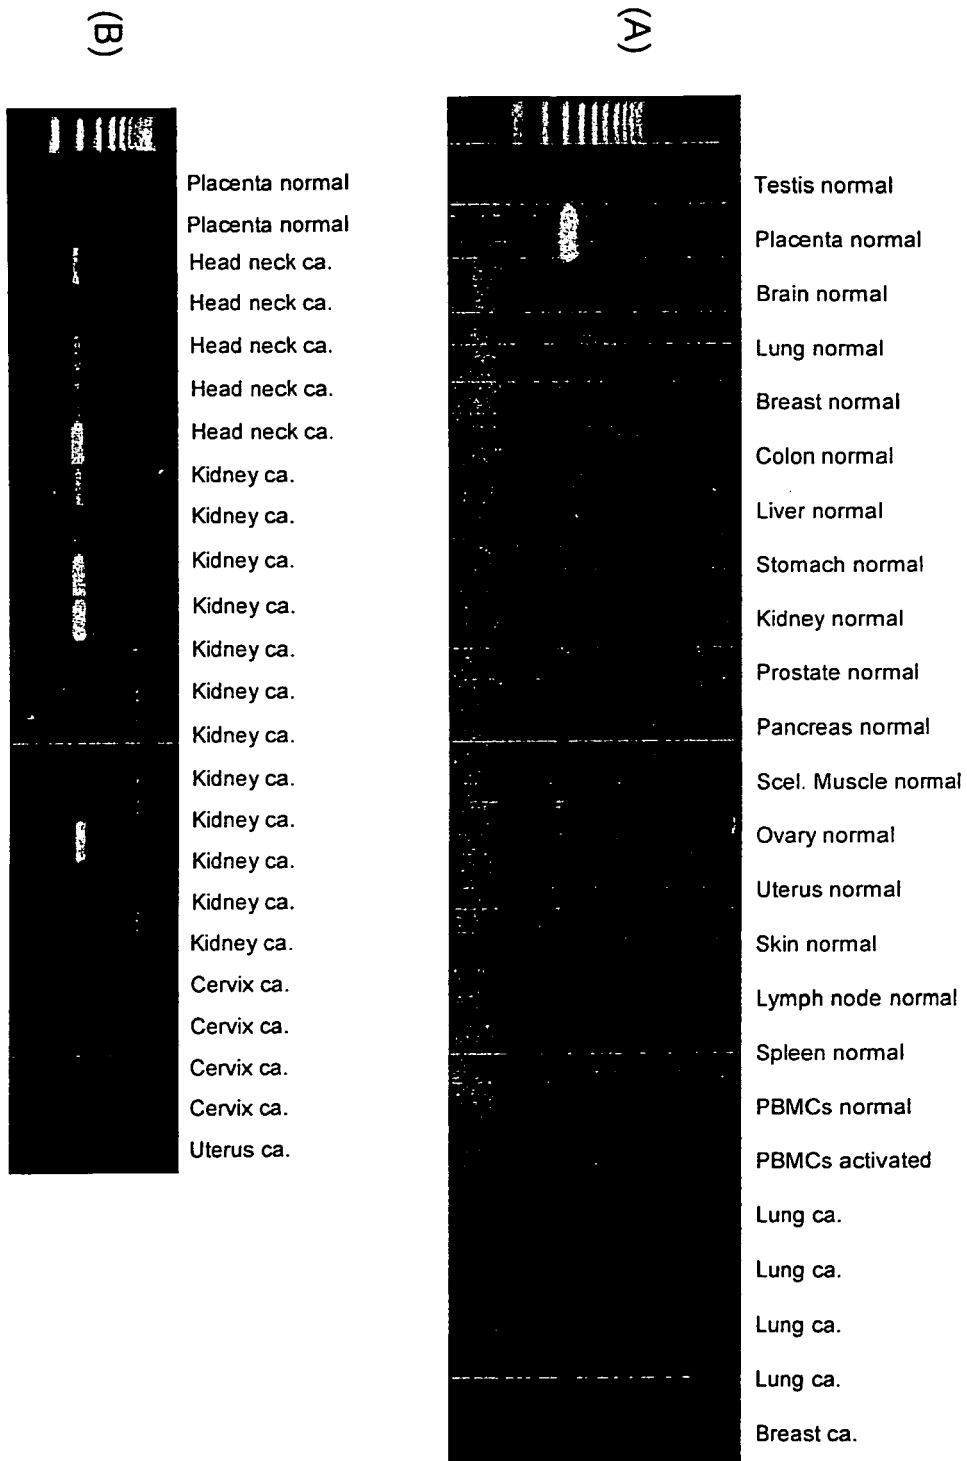 (B)
Placenta normal
Placenta normal
Head neck ca.
Head neck ca.
Head neck ca.
Head neck ca.
Head neck ca.
Kidney ca.
Kidney ca.
Kidney ca.
Kidney ca.
Kidney ca.
Kidney ca.
Kidney ca.
Kidney ca.
Kidney ca.
Kidney ca.
Kidney ca.
Kidney ca.
Cervix ca.
Cervix ca.
Cervix ca.
Cervix ca.
Uterus ca.
(A)
Testis normal
Placenta normal
Brain normal
Lung normal
Breast normal
Colon normal
Liver normal
Stomach normal
Kidney normal
Prostate normal
Pancreas normal
Scel. Muscle normal
Ovary normal
Uterus normal
Skin normal
Lymph node normal
Spleen normal
PBMCs normal
PBMCs activated
Lung ca.
Lung ca.
Lung ca.
Lung ca.
Breast ca.